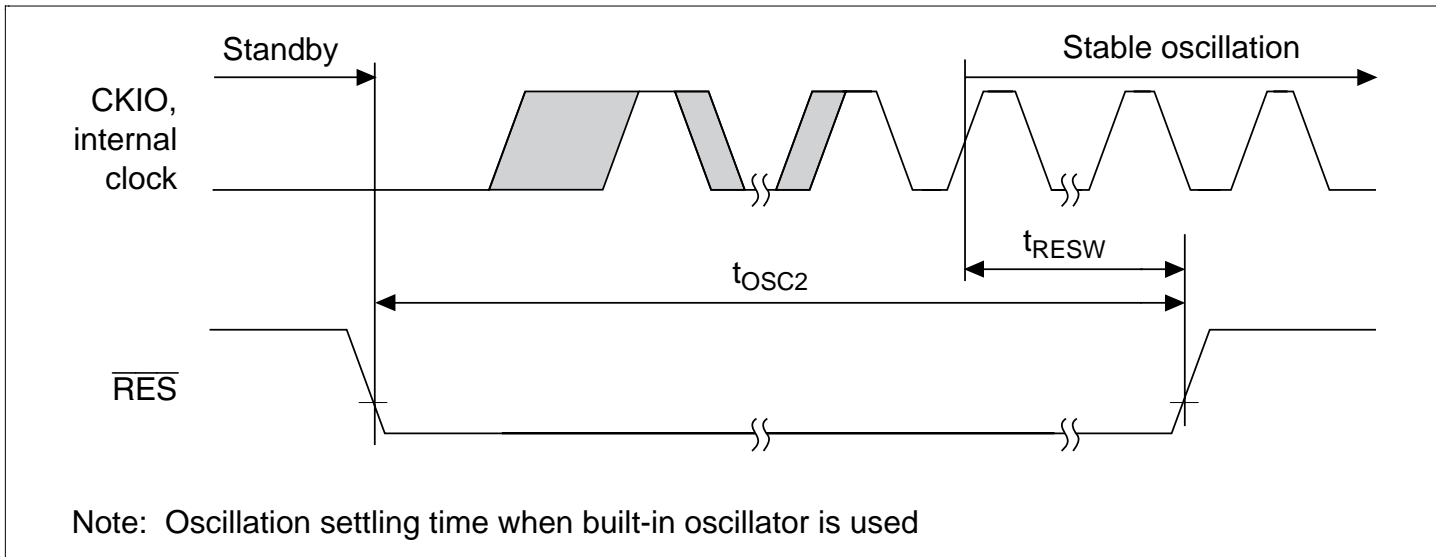 Standby
Stable oscillation
CKIO,
internal
clock
tRESW
tOSC2
RES
Note: Oscillation settling time when built-in oscillator is used